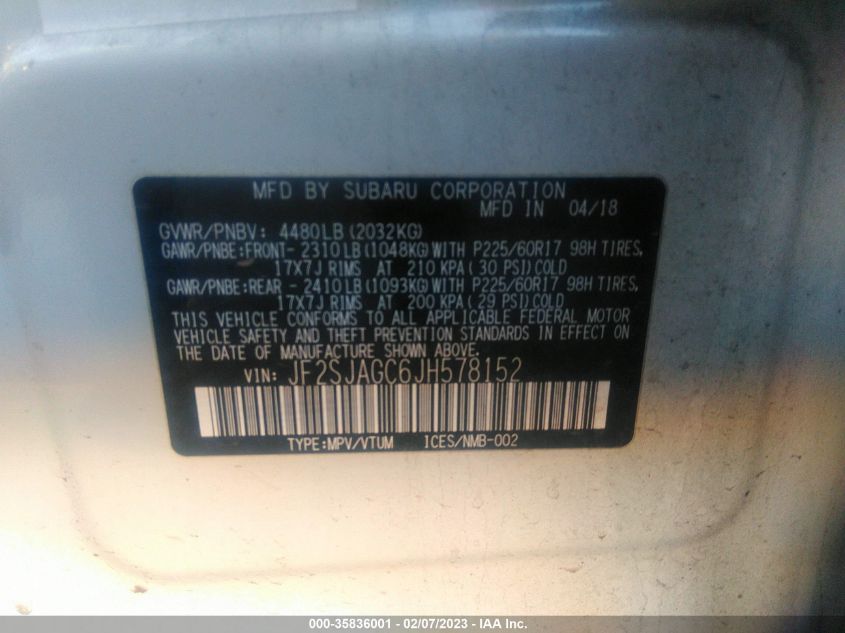 MFD BY SUBARU CORPORATION
MFD IN 04/18
GVWR/PNBV: 4480LB (2032KG)
GAWR/PNBE:FRONT- 2310LB (1048KG) WITH P225/60R17 98H TIRES,
17X7J RIMS AT 210 KPA (30 PSI) COLD
GAWR/PNBE:REAR - 2410LB (1093KG) WITH P225/60R17 98H TIRES,
17X7J RIMS AT 200 KPA (29 PSI) COLD
THIS VEHICLE CONFORMS TO ALL APPLICABLE FEDERAL MOTOR
VEHICLE SAFETY AND THEFT PREVENTION STANDARDS IN EFFECT ON
THE DATE OF MANUFACTURE SHOWN ABOVE.
VIN: JF2SJAGC6JH578152
TYPE:MPV/VTUM ICES/NMB-002
000-35836001 - 02/07/2023 - IAA Inc.